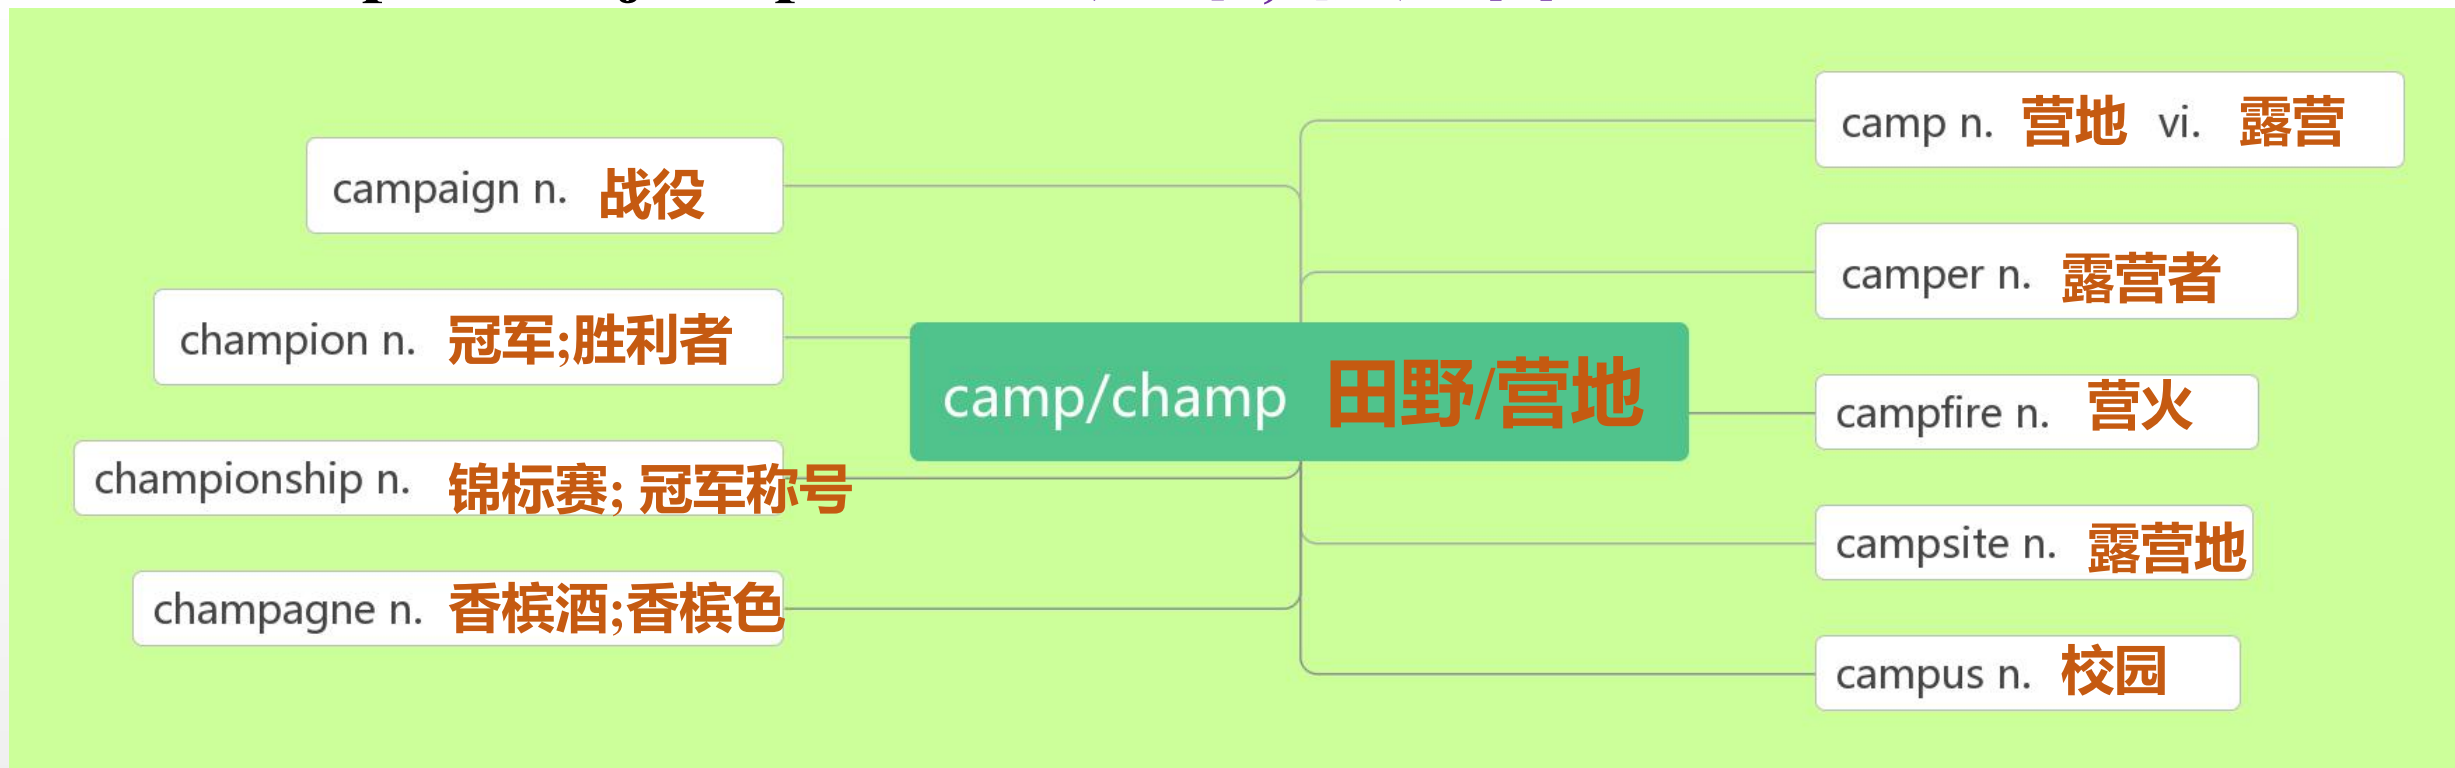 campaign n. 战役
champion n. 冠军;胜利者
championship n. 锦标赛; 冠军称号
champagne n. 香槟酒;香槟色
camp/champ 田野/营地
camp n. 营地 vi. 露营
camper n. 露营者
campfire n. 营火
campsite n. 露营地
campus n. 校园